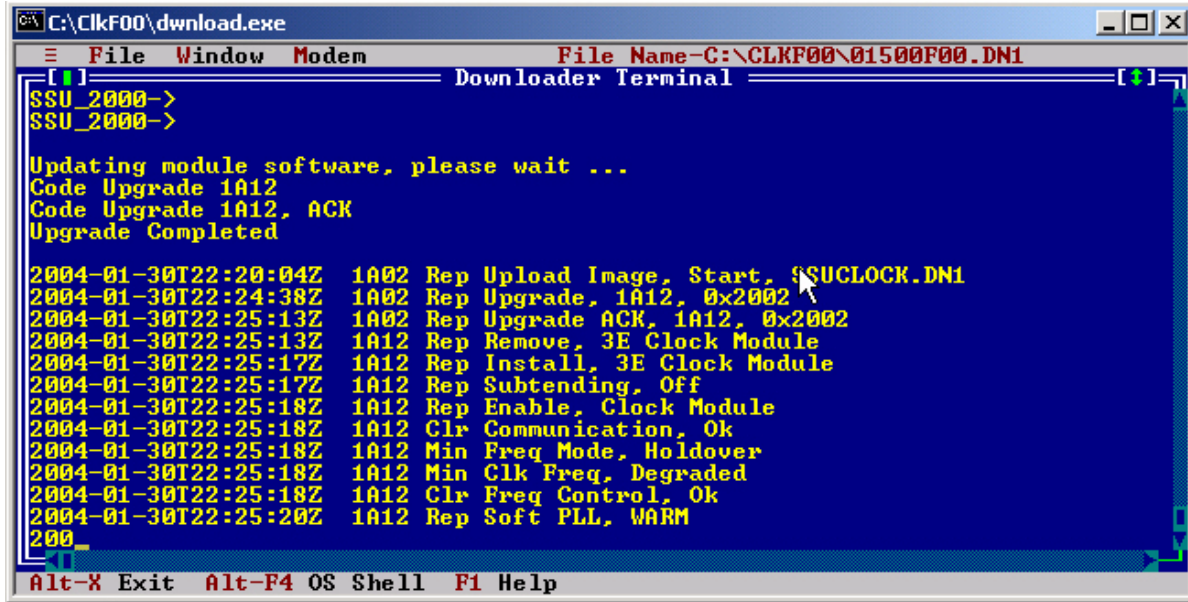 C:\ClkF00\dwnload.exe
≡ File Window Modem File Name-C:\CLKF00\01500F00.DN1
Downloader Terminal
SSU_2000->
SSU_2000->
Updating module software, please wait ...
Code Upgrade 1A12
Code Upgrade 1A12, ACK
Upgrade Completed
2004-01-30T22:20:04Z 1A02 Rep Upload Image, Start, SSUCLOCK.DN1
2004-01-30T22:24:38Z 1A02 Rep Upgrade, 1A12, 0x2002
2004-01-30T22:25:13Z 1A02 Rep Upgrade ACK, 1A12, 0x2002
2004-01-30T22:25:13Z 1A12 Rep Remove, 3E Clock Module
2004-01-30T22:25:17Z 1A12 Rep Install, 3E Clock Module
2004-01-30T22:25:17Z 1A12 Rep Subtending, Off
2004-01-30T22:25:18Z 1A12 Rep Enable, Clock Module
2004-01-30T22:25:18Z 1A12 Clr Communication, Ok
2004-01-30T22:25:18Z 1A12 Min Freq Mode, Holdover
2004-01-30T22:25:18Z 1A12 Min Clk Freq, Degraded
2004-01-30T22:25:18Z 1A12 Clr Freq Control, Ok
2004-01-30T22:25:20Z 1A12 Rep Soft PLL, WARM
200_
Alt-X Exit Alt-F4 OS Shell F1 Help